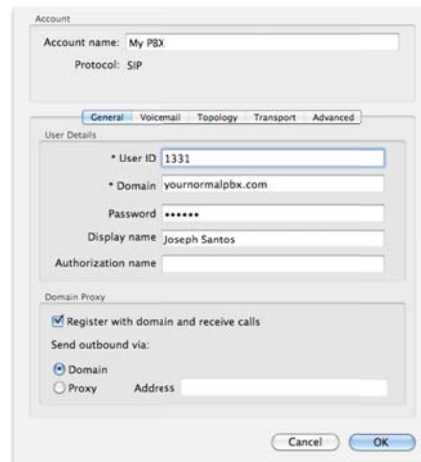 Account
Account name: My PBX
Protocol: SIP
General Voicemail Topology Transport Advanced
User Details
* User ID 1331
* Domain yournormalpbx.com
Password ••••••
Display name Joseph Santos
Authorization name
Domain Proxy
Register with domain and receive calls
Send outbound via:
Domain
Proxy Address
Cancel OK